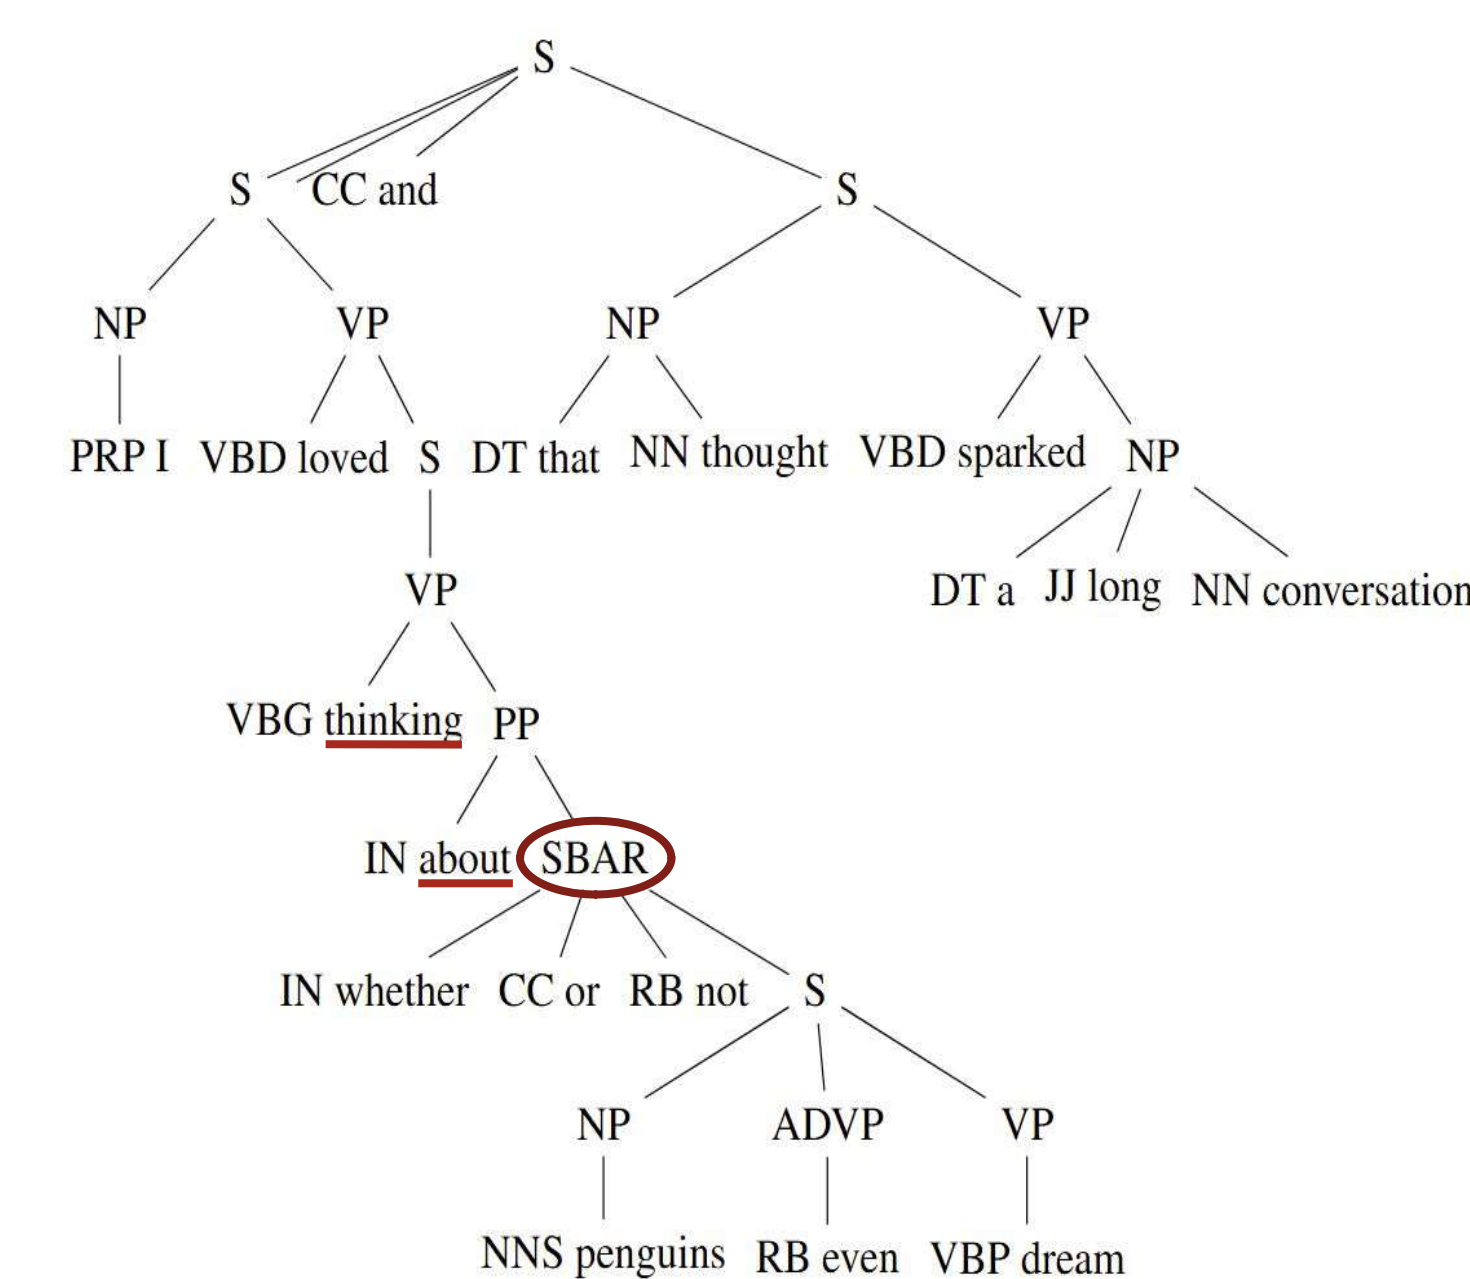 S
S CC and S
NP VP NP VP
PRP I VBD loved S DT that NN thought VBD sparked NP
VP DT a JJ long NN conversation
VBG thinking PP
IN about SBAR
IN whether CC or RB not S
NP ADVP VP
NNS penguins RB even VBP dream